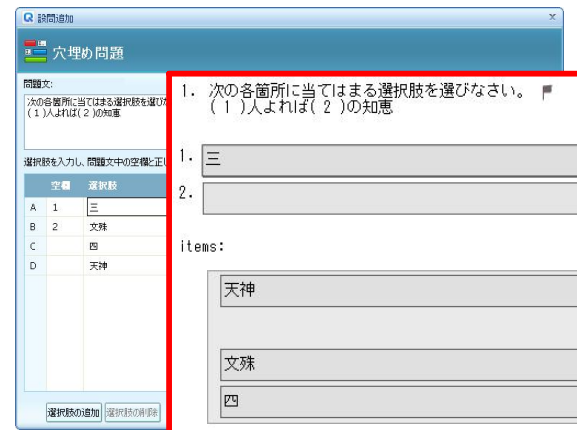 設問追加
x
穴埋め問題
問題文:
次の各箇所に当てはまる選択肢を選び
( 1 )人よれば( 2 )の知恵
選択肢を入力し、問題文中の空欄と正
空欄 選択肢
A 1 三
B 2 文殊
C 四
D 天神
選択肢の追加 選択肢の削除
1. 次の各箇所に当てはまる選択肢を選びなさい。
( 1 )人よれば( 2 )の知恵
1. 三
2.
items:
天神
文殊
四